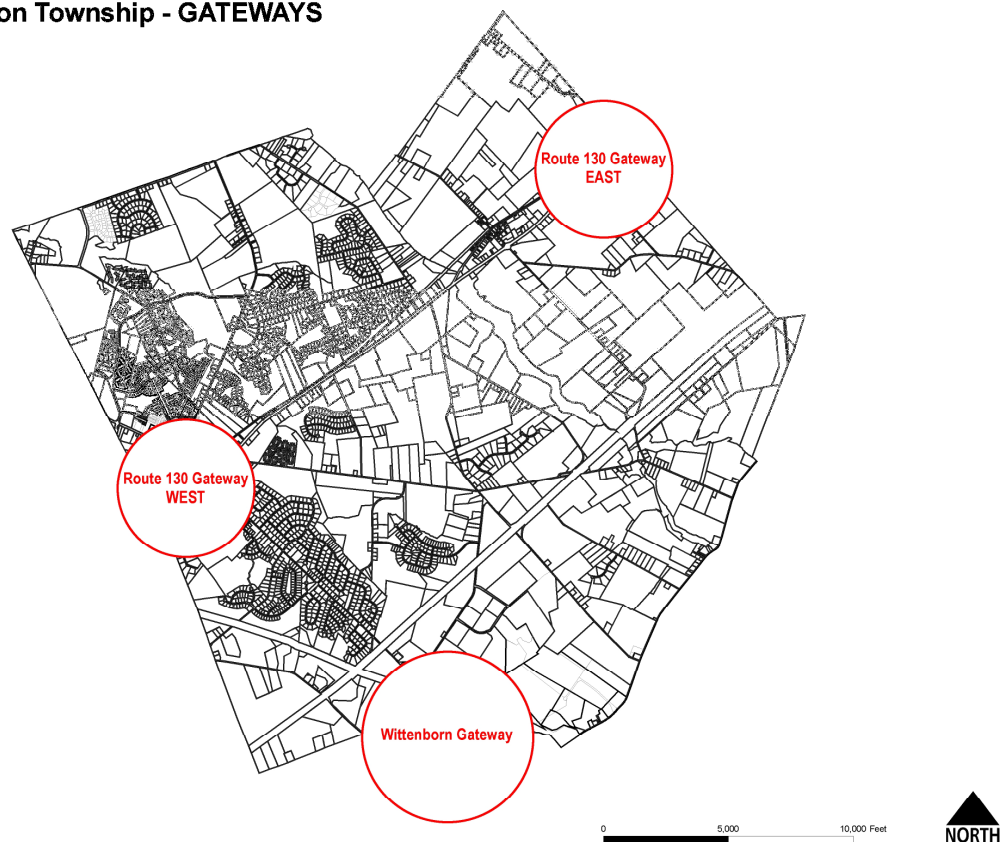 on Township - GATEWAYS
Route 130 Gateway
EAST
Route 130 Gateway
WEST
Wittenborn Gateway
0 5,000 10,000 Feet
NORTH